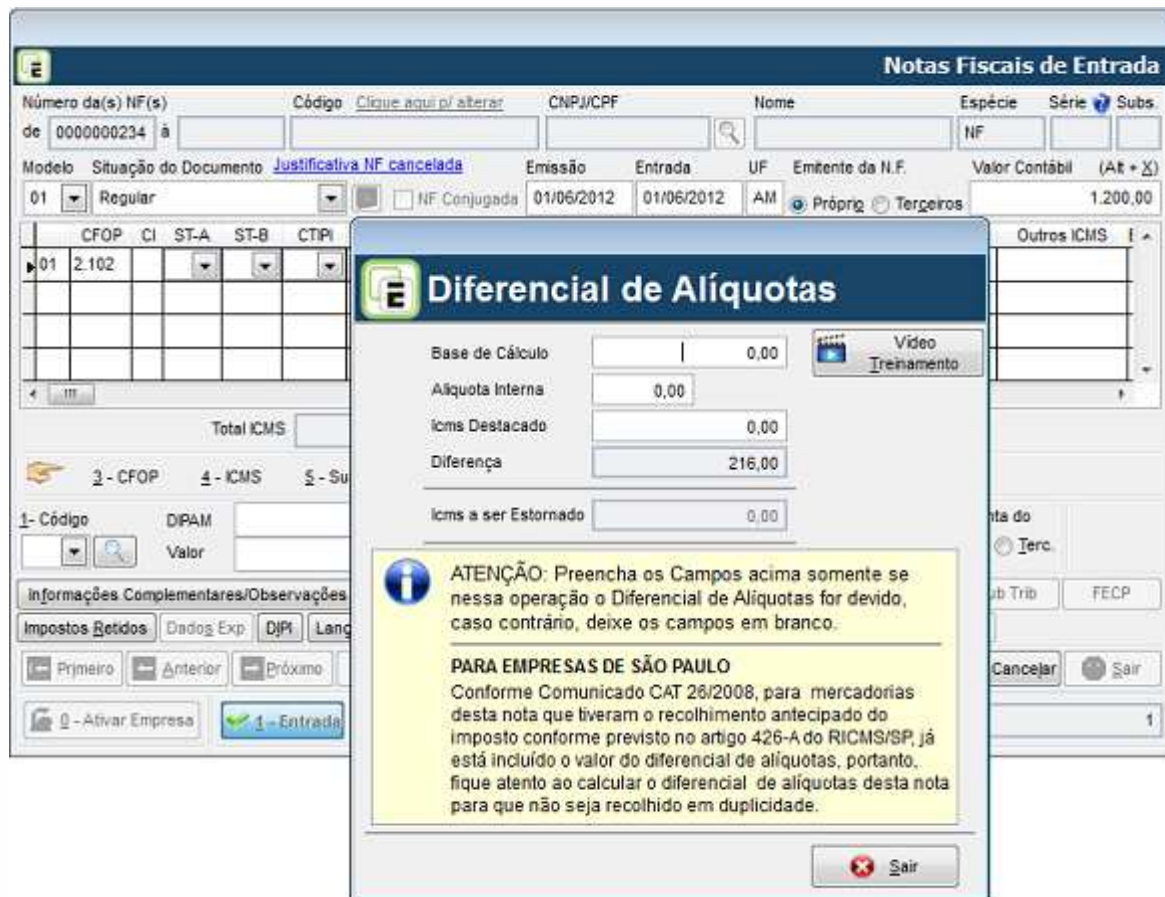 Notas Fiscais de Entrada
Número da(s) NF(s) Código Clique aqui p/ alterar CNPJ/CPF Nome Espécie Série Subs.
de 0000000234 à NF
Modelo Situação do Documento Justificativa NF cancelada Emissão Entrada UF Emitente da N.F. Valor Contábil (Alt + X)
01 Regular NF Conjugada 01/06/2012 01/06/2012 AM Próprio Terceiros 1.200,00
CFOP CI ST-A ST-B CTIPI Outros ICMS
01 2.102
Diferencial de Alíquotas
Base de Cálculo 0,00 Vídeo Treinamento
Aliquota Interna 0,00
Icms Destacado 0,00
Diferença 216,00
Icms a ser Estornado 0,00
ATENÇÃO: Preencha os Campos acima somente se
nessa operação o Diferencial de Alíquotas for devido,
caso contrário, deixe os campos em branco.
PARA EMPRESAS DE SÃO PAULO
Conforme Comunicado CAT 26/2008, para mercadorias
desta nota que tiveram o recolhimento antecipado do
imposto conforme previsto no artigo 426-A do RICMS/SP, já
está incluído o valor do diferencial de alíquotas, portanto,
fique atento ao calcular o diferencial de alíquotas desta nota
para que não seja recolhido em duplicidade.
Sair
Total ICMS
3 - CFOP 4 - ICMS 5 - Su
1- Código DIPAM nta do
Valor Terc.
Informações Complementares/Observações ub Trib FECP
Impostos Retidos Dados Exp DIPI Lanç
Primeiro Anterior Próximo Cancelar Sair
0 - Ativar Empresa 1 - Entrada 1